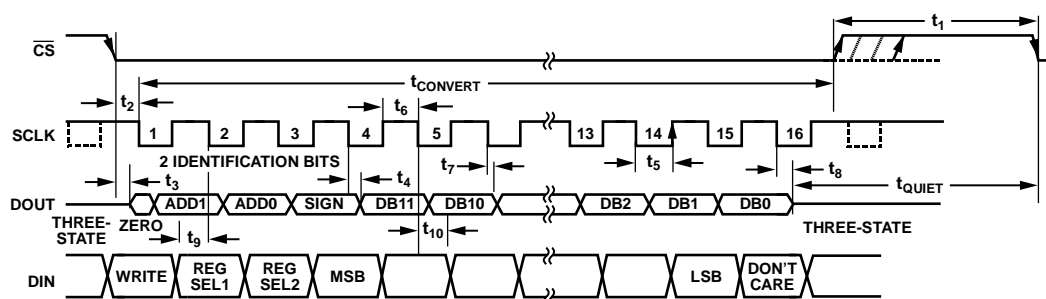 t1
CS
tCONVERT
t2
t6
SCLK
1 2 3 4 5 13 14 15 16
2 IDENTIFICATION BITS
t3
t4
t7
t5
t8
tQUIET
DOUT
ADD1 ADD0 SIGN DB11 DB10 DB2 DB1 DB0
THREE-STATE
ZERO
THREE-STATE
t9
t10
DIN
WRITE
REG SEL1
REG SEL2
MSB
LSB
DON'T CARE